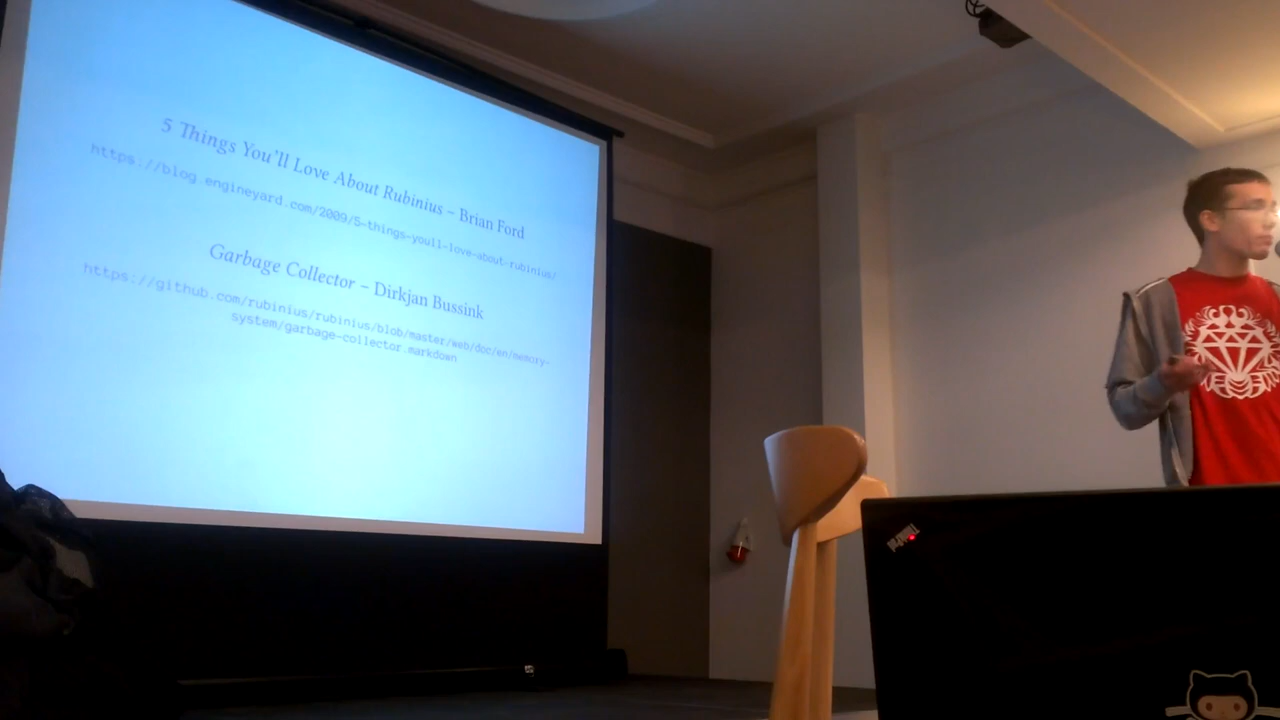 5 Things You'll Love About Rubinius – Brian Ford
https://blog.engineyard.com/2009/5-things-youll-love-about-rubinius/
Garbage Collector – Dirkjan Bussink
https://github.com/rubinius/rubinius/blob/master/web/doc/en/memory-
system/garbage-collector.markdown
ThinkPad